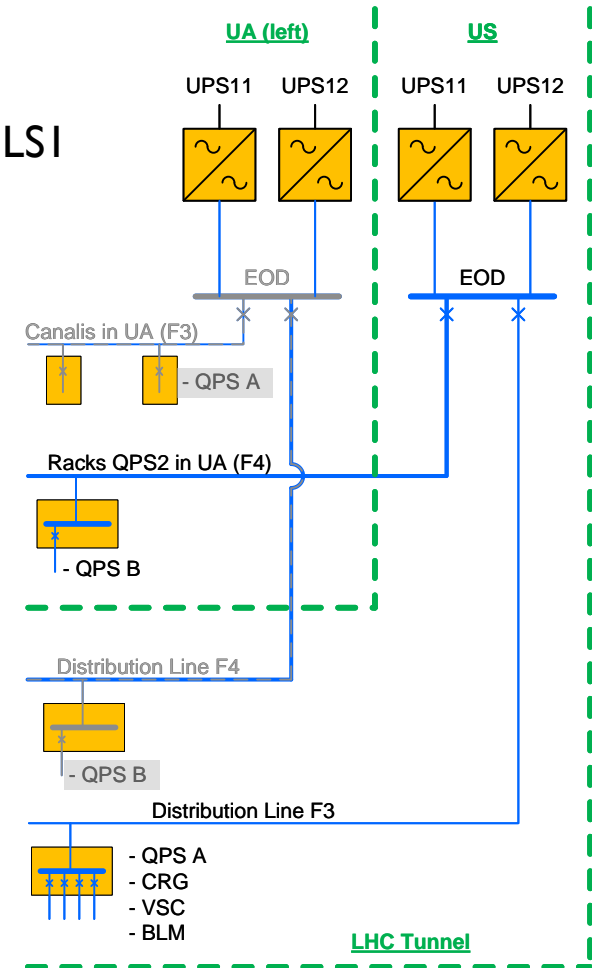 UA (left)
US
UPS11
UPS12
UPS11
UPS12
LS1
EOD
EOD
Canalis in UA (F3)
- QPS A
Racks QPS2 in UA (F4)
- QPS B
Distribution Line F4
- QPS B
Distribution Line F3
- QPS A
- CRG
- VSC
- BLM
LHC Tunnel